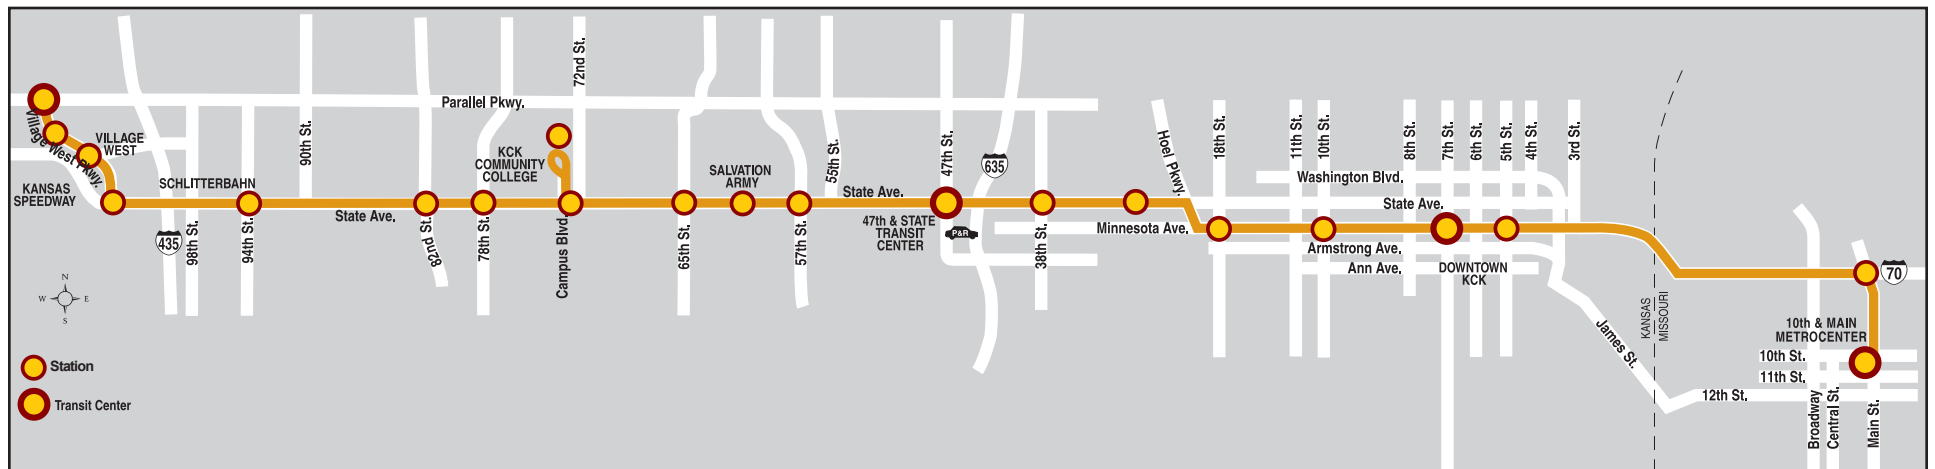 72nd St.
Parallel Pkwy.
Village West Pkwy.
VILLAGE
WEST
90th St.
KCK
COMMUNITY
COLLEGE
55th St.
47th St.
635
Hoel Pkwy.
18th St.
11th St.
10th St.
8th St.
7th St.
6th St.
5th St.
4th St.
3rd St.
KANSAS
SPEEDWAY
SCHLITTERBAHN
SALVATION
ARMY
State Ave.
Washington Blvd.
State Ave.
State Ave.
435
98th St.
94th St.
82nd St.
78th St.
Campus Blvd.
65th St.
57th St.
47th & STATE
TRANSIT
CENTER
P&R
38th St.
Minnesota Ave.
Armstrong Ave.
Ann Ave.
DOWNTOWN
KCK
70
N
W
E
S
James St.
KANSAS
MISSOURI
10th & MAIN
METROCENTER
10th St.
11th St.
12th St.
Broadway
Central St.
Main St.
Station
Transit Center